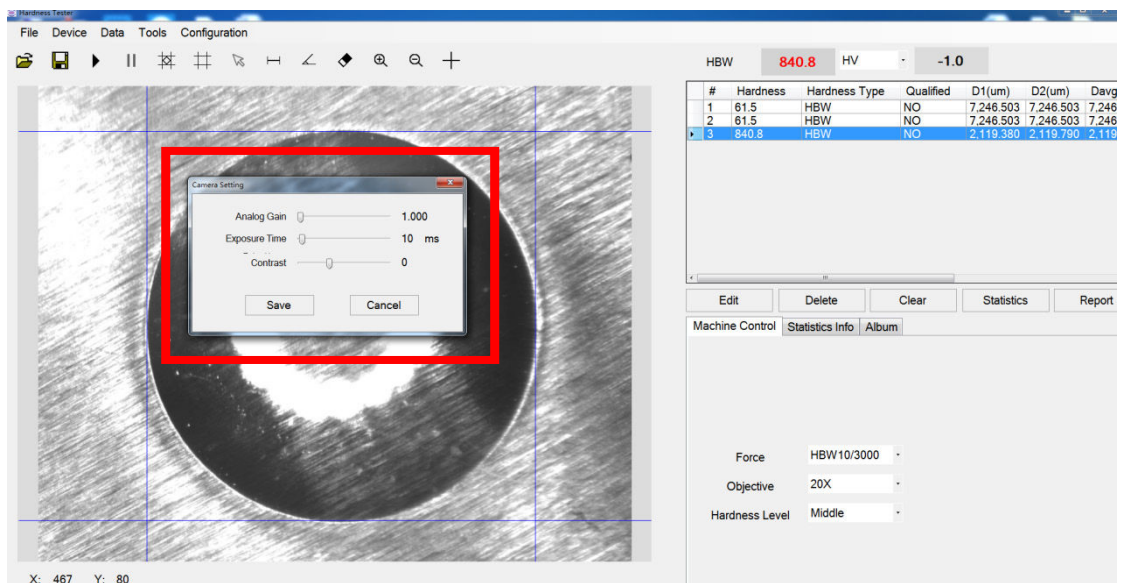 Hardness Tester
File Device Data Tools Configuration
HBW 840.8 HV -1.0
# Hardness Hardness Type Qualified D1(um) D2(um) Davg
1 61.5 HBW NO 7,246.503 7,246.503 7,246
2 61.5 HBW NO 7,246.503 7,246.503 7,246
3 840.8 HBW NO 2,119.380 2,119.790 2,119
Camera Setting
Analog Gain 1.000
Exposure Time 10 ms
Contrast 0
Save Cancel
Edit Delete Clear Statistics Report
Machine Control Statistics Info Album
Force HBW10/3000
Objective 20X
Hardness Level Middle
X: 467 Y: 80